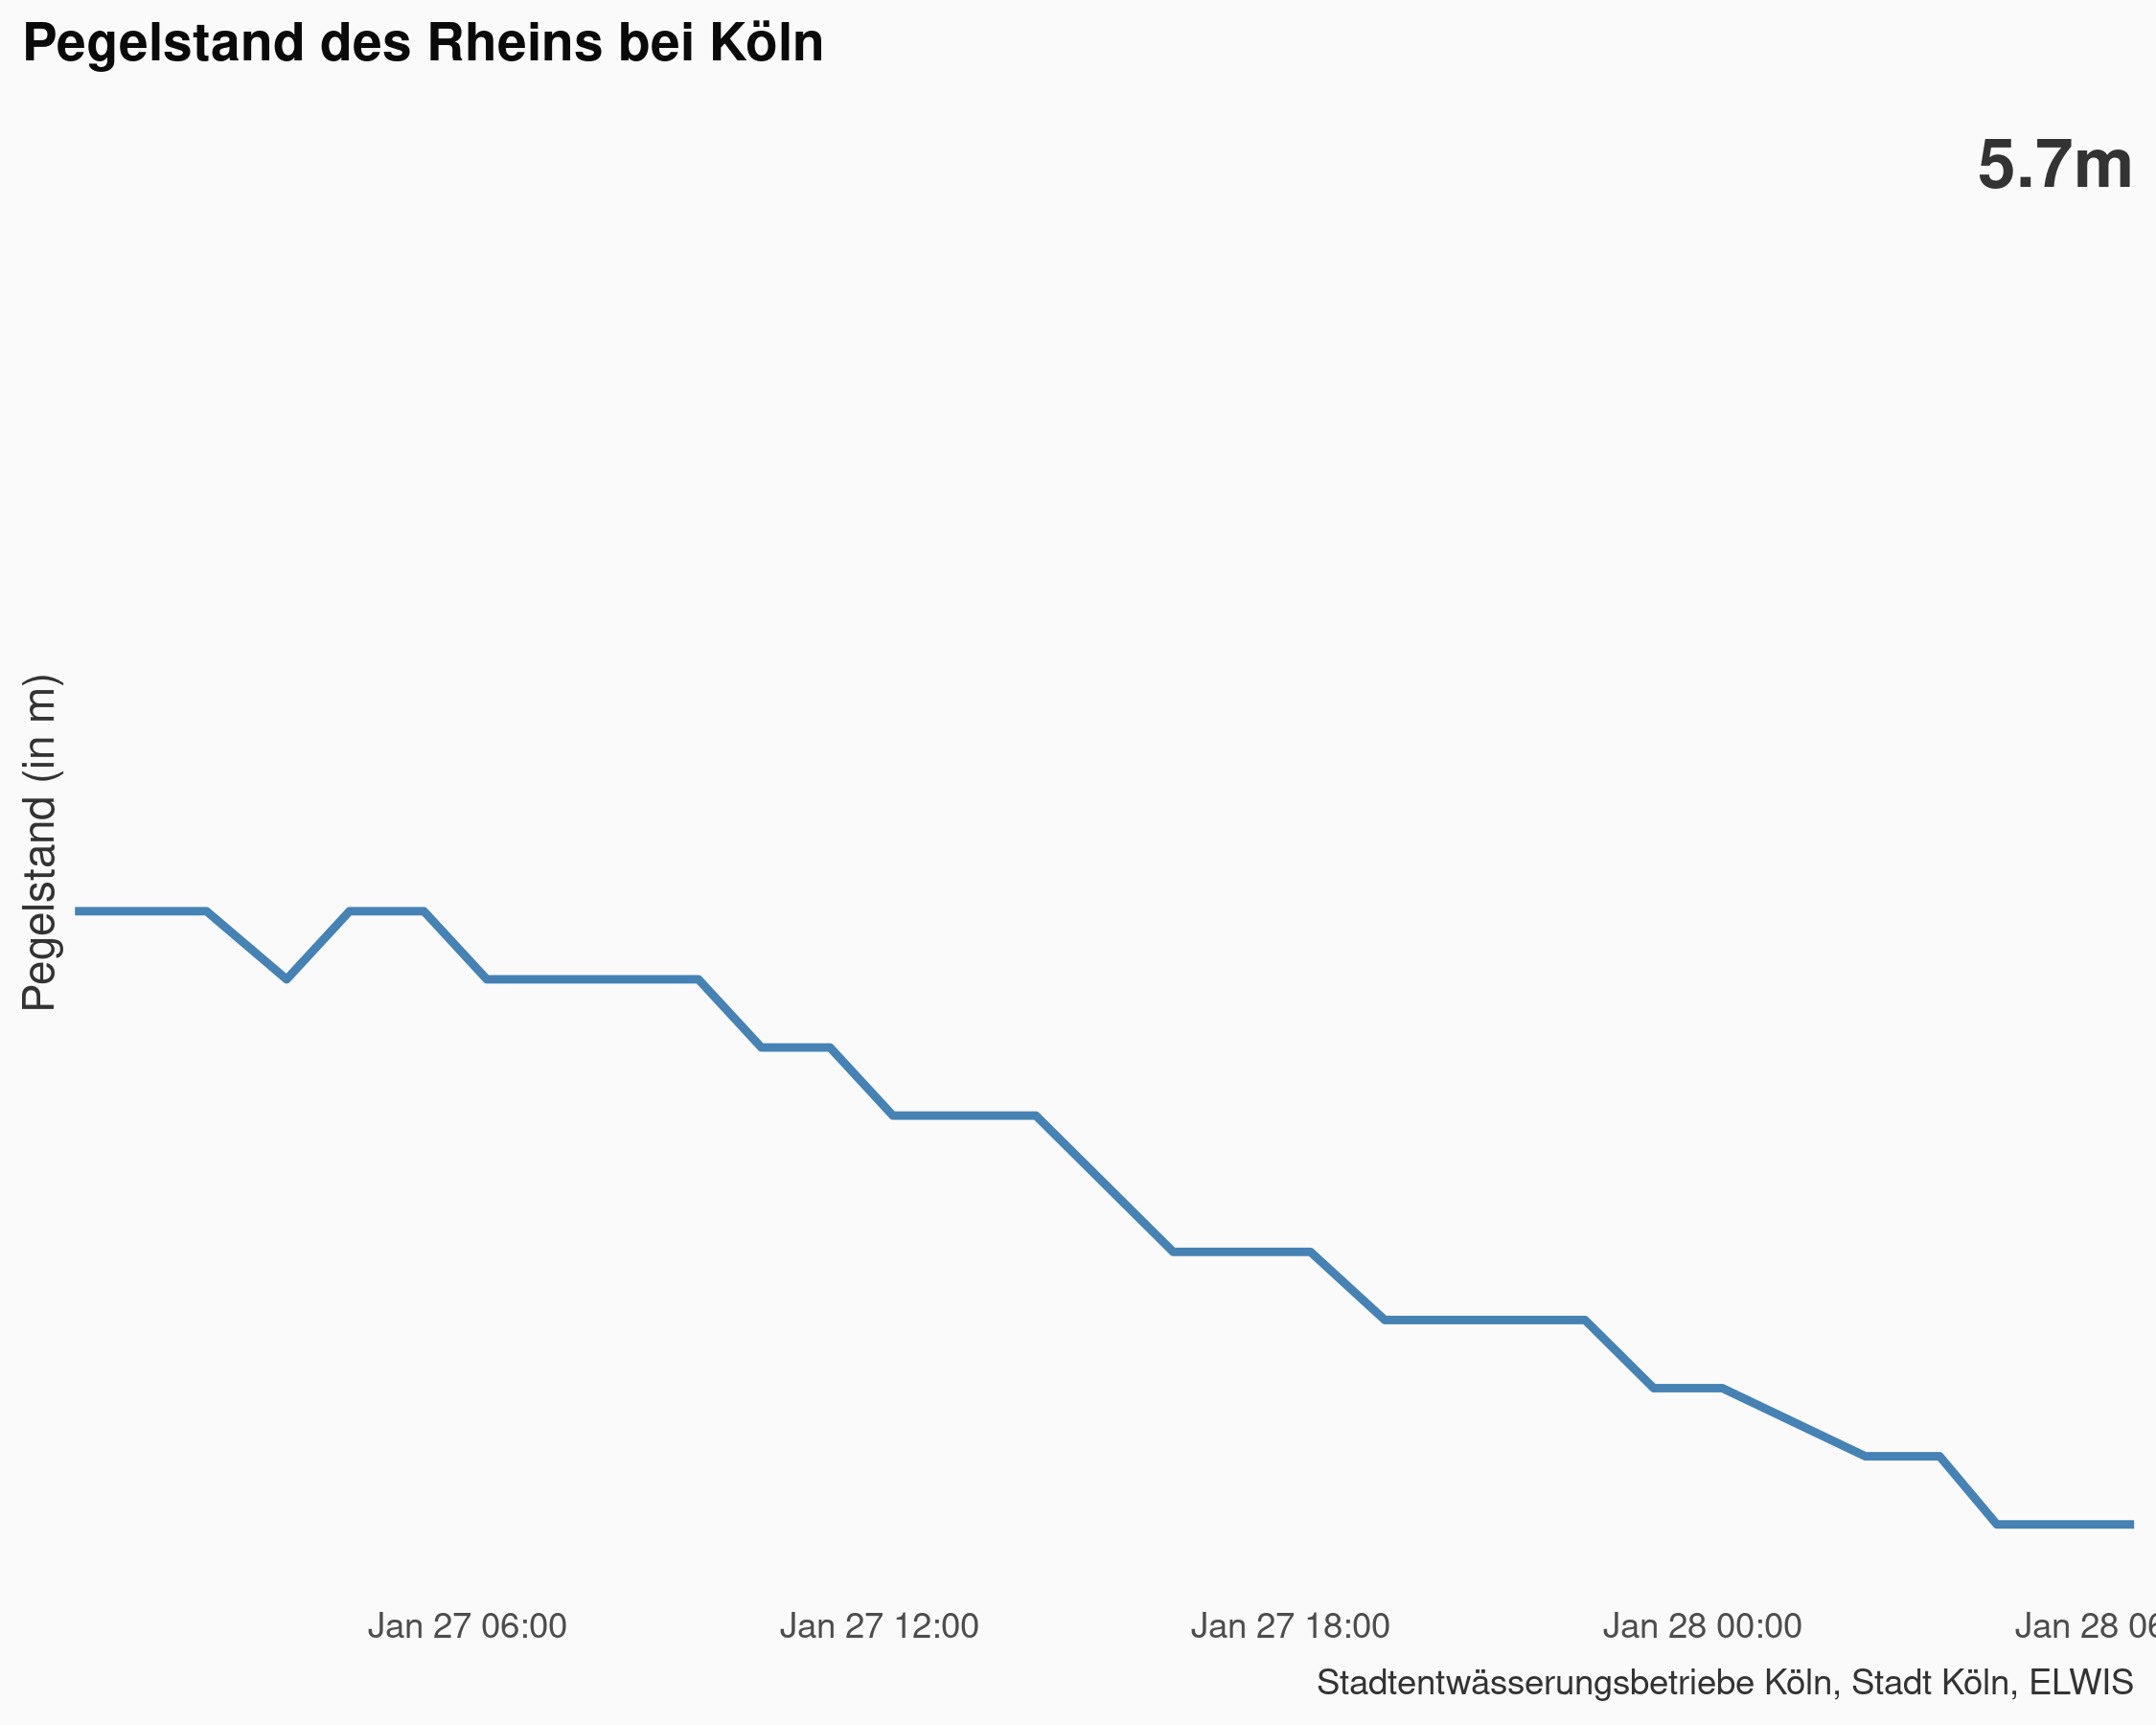 Pegelstand des Rheins bei Köln
5.7m
Pegelstand (in m)
Jan 27 06:00
Jan 27 12:00
Jan 27 18:00
Jan 28 00:00
Jan 28 06
Stadtentwässerungsbetriebe Köln, Stadt Köln, ELWIS